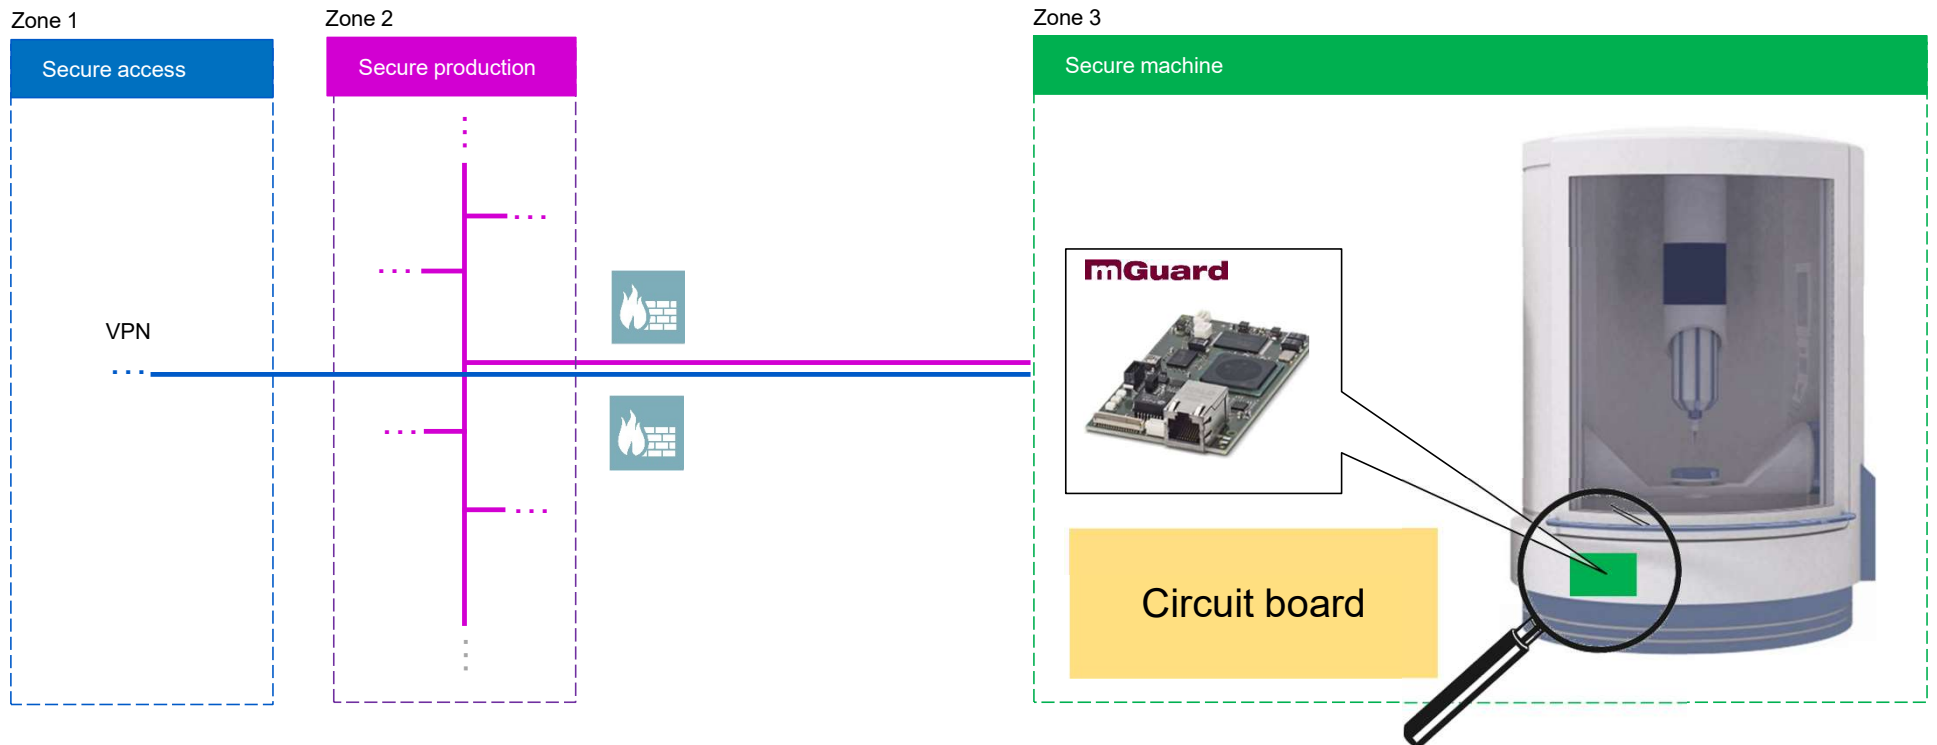 Zone 1
Zone 2
Zone 3
Secure access
Secure production
Secure machine
mGuard
VPN
Circuit board